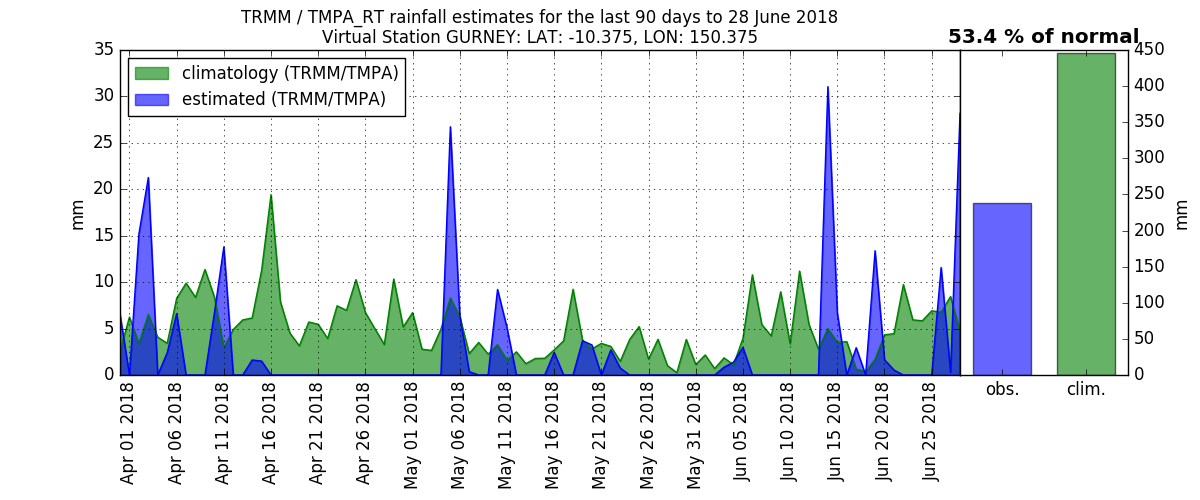 TRMM / TMPA_RT rainfall estimates for the last 90 days to 28 June 2018
Virtual Station GURNEY: LAT: -10.375, LON: 150.375
53.4 % of normal
climatology (TRMM/TMPA)
estimated (TRMM/TMPA)
mm
35
30
25
20
15
10
5
0
Apr 01 2018
Apr 06 2018
Apr 11 2018
Apr 16 2018
Apr 21 2018
Apr 26 2018
May 01 2018
May 06 2018
May 11 2018
May 16 2018
May 21 2018
May 26 2018
May 31 2018
Jun 05 2018
Jun 10 2018
Jun 15 2018
Jun 20 2018
Jun 25 2018
obs.
clim.
450
400
350
300
250
200
150
100
50
0
mm